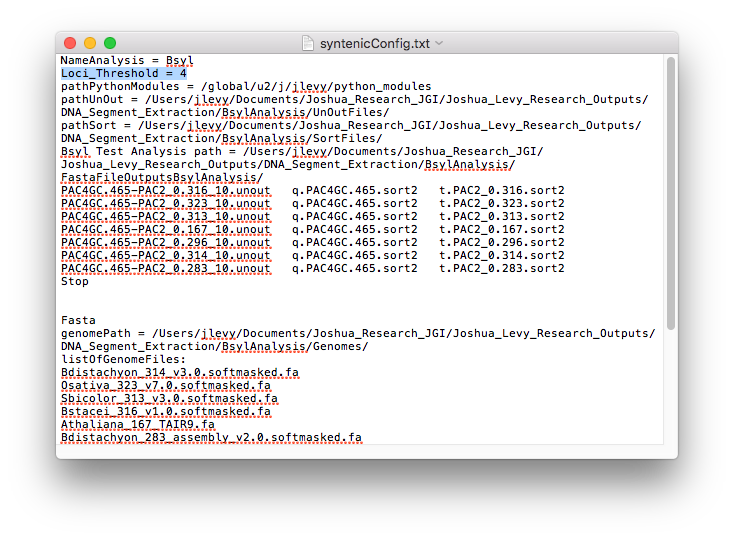 syntenicConfig.txt
NameAnalysis = Bsyl
Loci_Threshold = 4
pathPythonModules = /global/u2/j/jlevy/python_modules
pathUnOut = /Users/jlevy/Documents/Joshua_Research_JGI/Joshua_Levy_Research_Outputs/
DNA_Segment_Extraction/BsylAnalysis/UnOutFiles/
pathSort = /Users/jlevy/Documents/Joshua_Research_JGI/Joshua_Levy_Research_Outputs/
DNA_Segment_Extraction/BsylAnalysis/SortFiles/
Bsyl Test Analysis path = /Users/jlevy/Documents/Joshua_Research_JGI/
Joshua_Levy_Research_Outputs/DNA_Segment_Extraction/BsylAnalysis/
FastaFileOutputsBsylAnalysis/
PAC4GC.465-PAC2_0.316_10.unout   q.PAC4GC.465.sort2   t.PAC2_0.316.sort2
PAC4GC.465-PAC2_0.323_10.unout   q.PAC4GC.465.sort2   t.PAC2_0.323.sort2
PAC4GC.465-PAC2_0.313_10.unout   q.PAC4GC.465.sort2   t.PAC2_0.313.sort2
PAC4GC.465-PAC2_0.167_10.unout   q.PAC4GC.465.sort2   t.PAC2_0.167.sort2
PAC4GC.465-PAC2_0.296_10.unout   q.PAC4GC.465.sort2   t.PAC2_0.296.sort2
PAC4GC.465-PAC2_0.314_10.unout   q.PAC4GC.465.sort2   t.PAC2_0.314.sort2
PAC4GC.465-PAC2_0.283_10.unout   q.PAC4GC.465.sort2   t.PAC2_0.283.sort2
Stop
Fasta
genomePath = /Users/jlevy/Documents/Joshua_Research_JGI/Joshua_Levy_Research_Outputs/
DNA_Segment_Extraction/BsylAnalysis/Genomes/
listOfGenomeFiles:
Bdistachyon_314_v3.0.softmasked.fa
Osativa_323_v7.0.softmasked.fa
Sbicolor_313_v3.0.softmasked.fa
Bstacei_316_v1.0.softmasked.fa
Athaliana_167_TAIR9.fa
Bdistachyon_283_assembly_v2.0.softmasked.fa